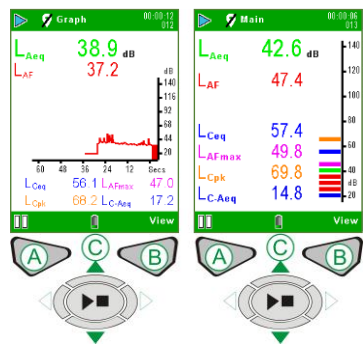 Graph 00:00:12
012
LAeq 38.9 dB
LAF 37.2
dB
140
116
92
68
44
20
60 48 36 24 12 Secs
LCeq 56.1 LAFmax 47.0
LCpk 68.2 LC-Aeq 17.2
View
A C B
Main 00:00:06
013
LAeq 42.6 dB
LAF 47.4
LCeq 57.4
LAFmax 49.8
LCpk 69.8
LC-Aeq 14.8
140
120
100
80
60
40
dB
20
View
A C B